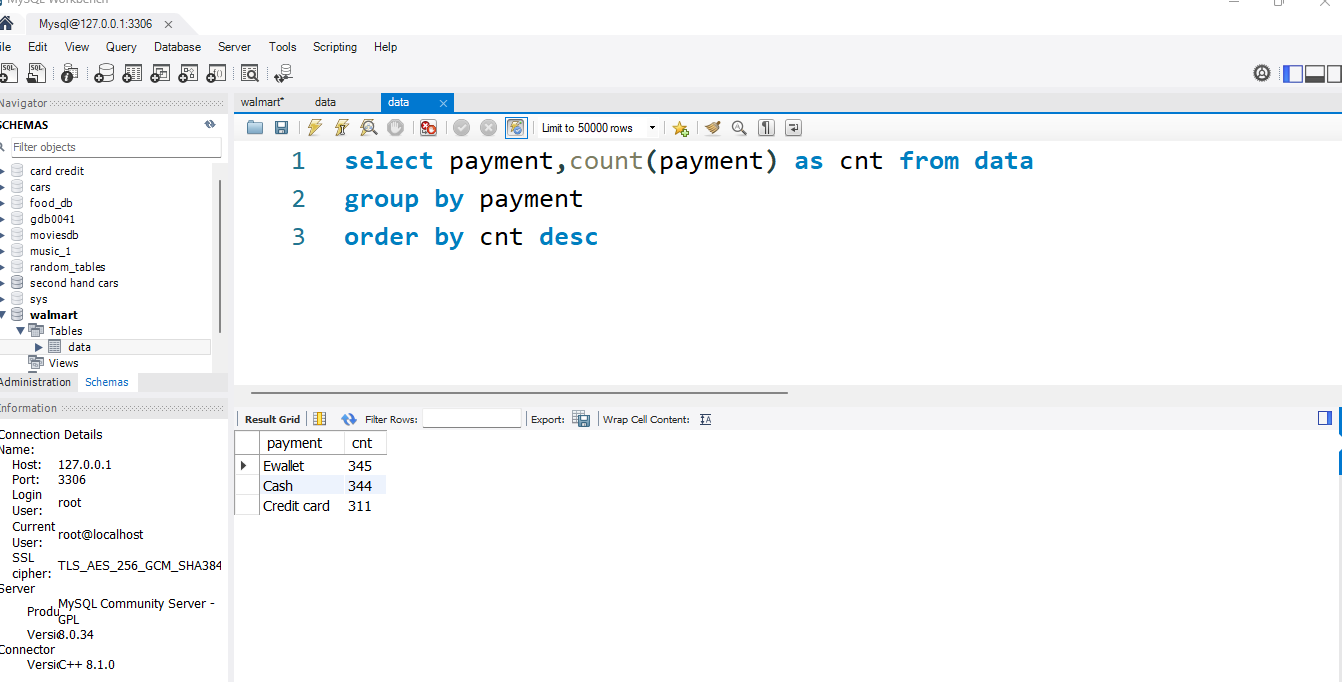 MySQL Workbench
Mysql@127.0.0.1:3306
ile Edit View Query Database Server Tools Scripting Help
Navigator
SCHEMAS
Filter objects
card credit
cars
food_db
gdb0041
moviesdb
music_1
random_tables
second hand cars
sys
walmart
Tables
data
Views
Administration Schemas
Information
Connection Details
Name:
Host: 127.0.0.1
Port: 3306
Login User: root
Current User: root@localhost
SSL cipher: TLS_AES_256_GCM_SHA384
Server
Produ MySQL Community Server - GPL
Versi 8.0.34
Connector
Versi C++ 8.1.0
walmart* data data
Limit to 50000 rows
1 select payment,count(payment) as cnt from data
2 group by payment
3 order by cnt desc
Result Grid Filter Rows: Export: Wrap Cell Content:
payment cnt
Ewallet 345
Cash 344
Credit card 311